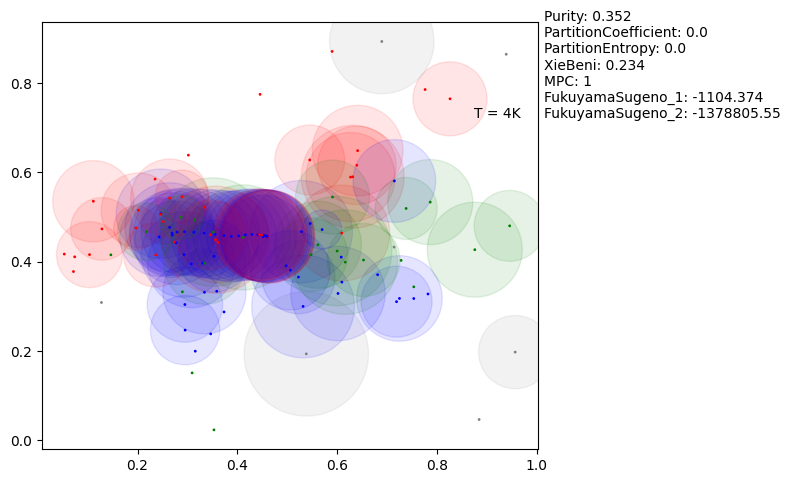 Purity: 0.352
PartitionCoefficient: 0.0
PartitionEntropy: 0.0
XieBeni: 0.234
MPC: 1
FukuyamaSugeno_1: -1104.374
FukuyamaSugeno_2: -1378805.55
T = 4K
0.8
0.6
0.4
0.2
0.0
0.2 0.4 0.6 0.8 1.0